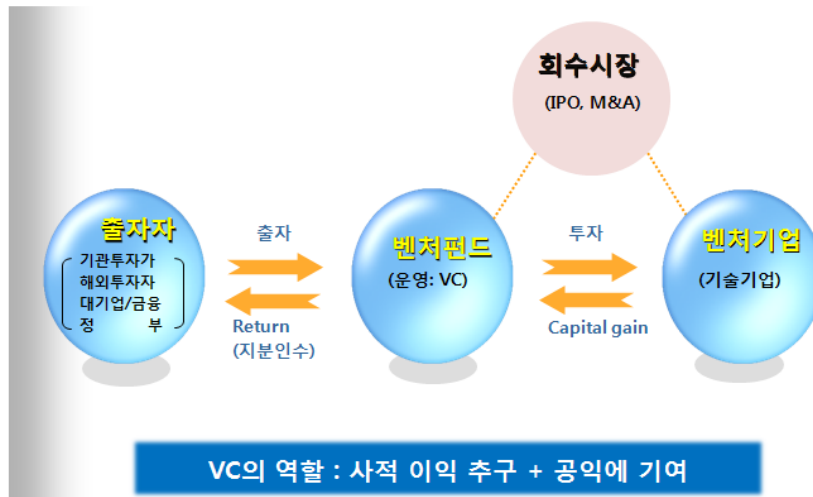 회수시장
(IPO, M&A)
출자자
기관투자가
해외투자자
대기업/금융
정 부
출자
Return
(지분인수)
벤처펀드
(운영: VC)
투자
Capital gain
벤처기업
(기술기업)
VC의 역할 : 사적 이익 추구 + 공익에 기여